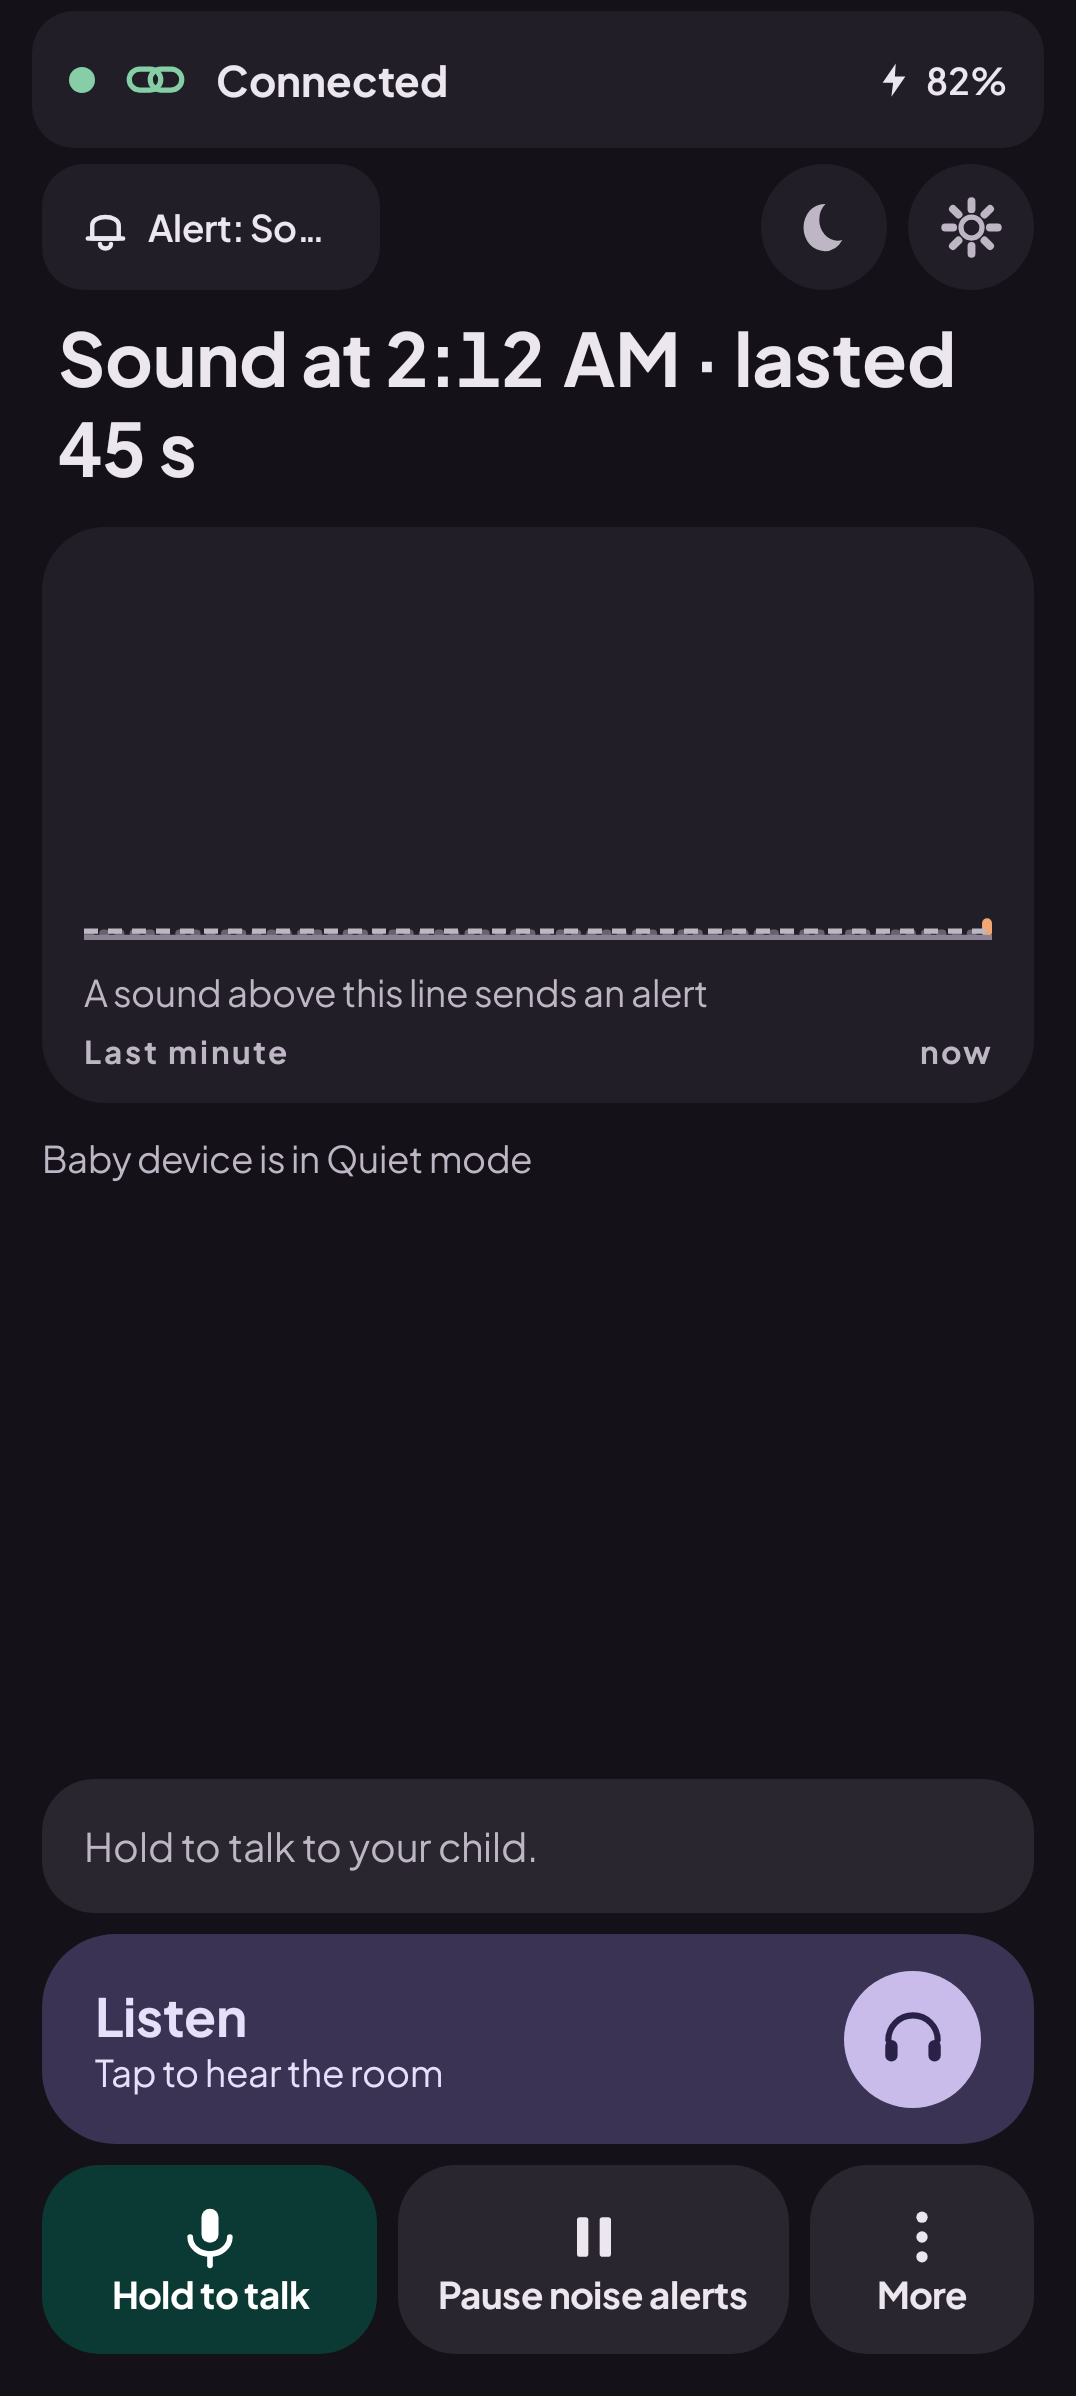 Connected
82%
Alert: So...
Sound at 2:12 AM · lasted
45 s
A sound above this line sends an alert
Last minute
now
Baby device is in Quiet mode
Hold to talk to your child.
Listen
Tap to hear the room
Hold to talk
Pause noise alerts
More